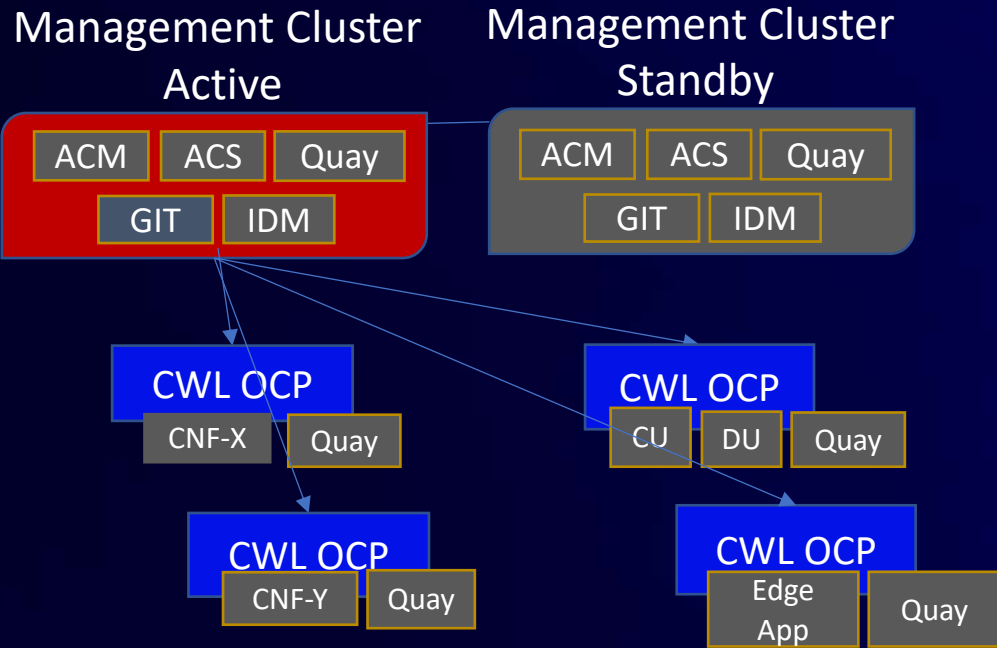 Management Cluster
Active
Management Cluster
Standby
ACM
ACS
Quay
GIT
IDM
ACM
ACS
Quay
GIT
IDM
CWL OCP
CNF-X
Quay
CWL OCP
CU
DU
Quay
CWL OCP
CNF-Y
Quay
CWL OCP
Edge
App
Quay